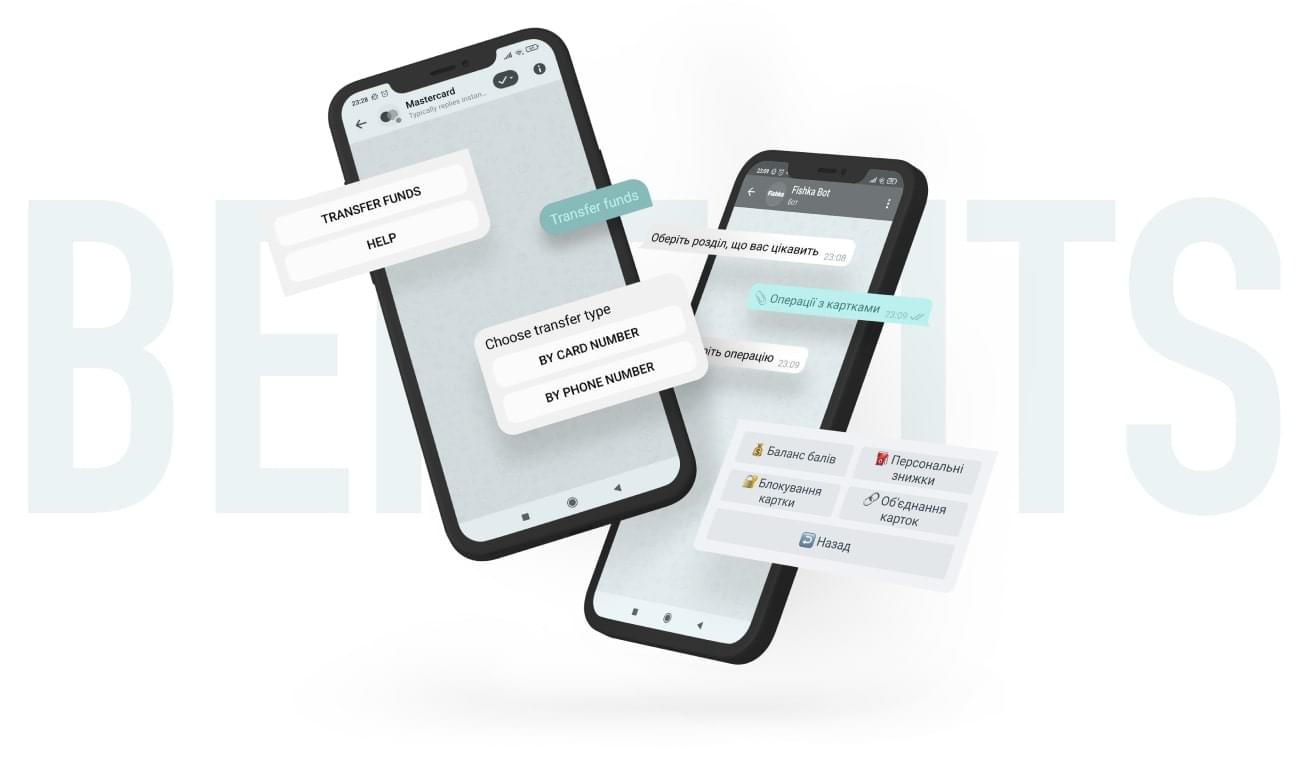 23:28
Mastercard
Typically replies instan...
TRANSFER FUNDS
HELP
Transfer funds
Choose transfer type
BY CARD NUMBER
BY PHONE NUMBER
23:09
Fishka
Fishka Bot
бот
Оберіть розділ, що вас цікавить 23:08
Операції з картками 23:09
іть операцію 23:09
💰 Баланс балів
Персональні
знижки
🔐 Блокування
картки
🔗 Об'єднання
карток
↩️ Назад